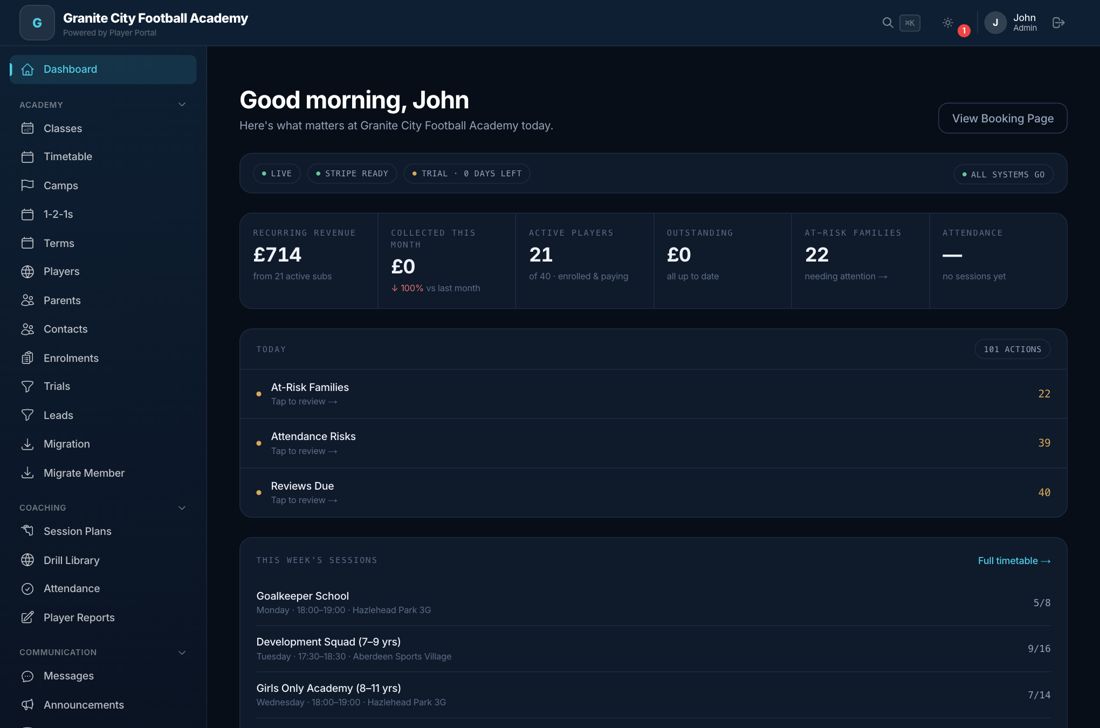 G
Granite City Football Academy
Powered by Player Portal
⌘K
1
J
John
Admin
Dashboard
ACADEMY
Classes
Timetable
Camps
1-2-1s
Terms
Players
Parents
Contacts
Enrolments
Trials
Leads
Migration
Migrate Member
COACHING
Session Plans
Drill Library
Attendance
Player Reports
COMMUNICATION
Messages
Announcements
Good morning, John
Here's what matters at Granite City Football Academy today.
View Booking Page
LIVE
STRIPE READY
TRIAL · 0 DAYS LEFT
ALL SYSTEMS GO
RECURRING REVENUE
£714
from 21 active subs
COLLECTED THIS
MONTH
£0
↓ 100% vs last month
ACTIVE PLAYERS
21
of 40 · enrolled & paying
OUTSTANDING
£0
all up to date
AT-RISK FAMILIES
22
needing attention →
ATTENDANCE
—
no sessions yet
TODAY
101 ACTIONS
At-Risk Families
Tap to review →
22
Attendance Risks
Tap to review →
39
Reviews Due
Tap to review →
40
THIS WEEK'S SESSIONS
Full timetable →
Goalkeeper School
Monday · 18:00–19:00 · Hazlehead Park 3G
5/8
Development Squad (7–9 yrs)
Tuesday · 17:30–18:30 · Aberdeen Sports Village
9/16
Girls Only Academy (8–11 yrs)
Wednesday · 18:00–19:00 · Hazlehead Park 3G
7/14